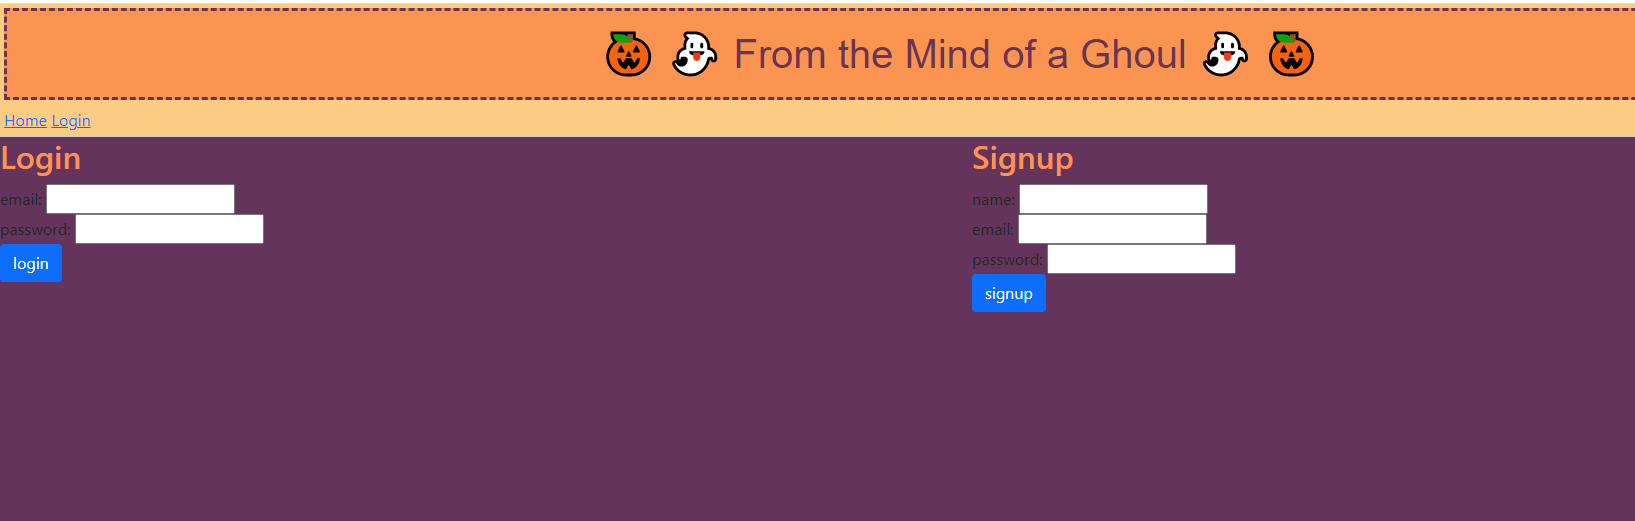 From the Mind of a Ghoul
Home Login
Login
email:
password:
login
Signup
name:
email:
password:
signup